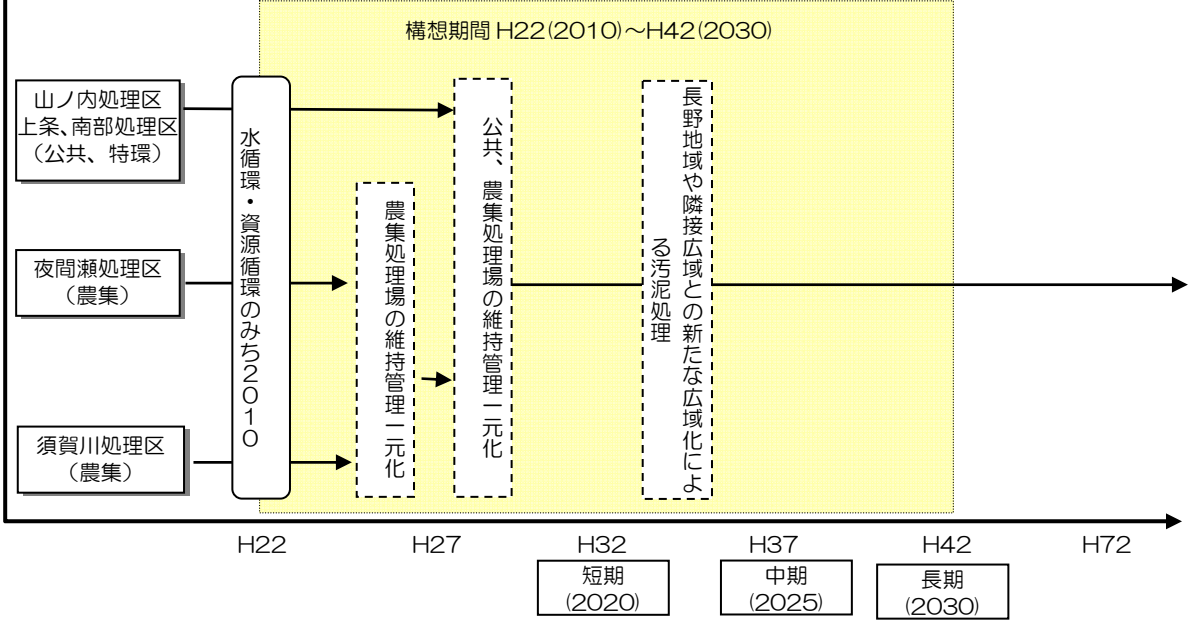 構想期間 H22(2010)~H42(2030)
山ノ内処理区
上条、南部処理区
(公共、特環)
夜間瀬処理区
(農集)
須賀川処理区
(農集)
水循環・資源循環のみち2010
農集処理場の維持管理一元化
公共、農集処理場の維持管理一元化
長野地域や隣接広域との新たな広域化によ
る汚泥処理
H22
H27
H32
H37
H42
H72
短期
(2020)
中期
(2025)
長期
(2030)